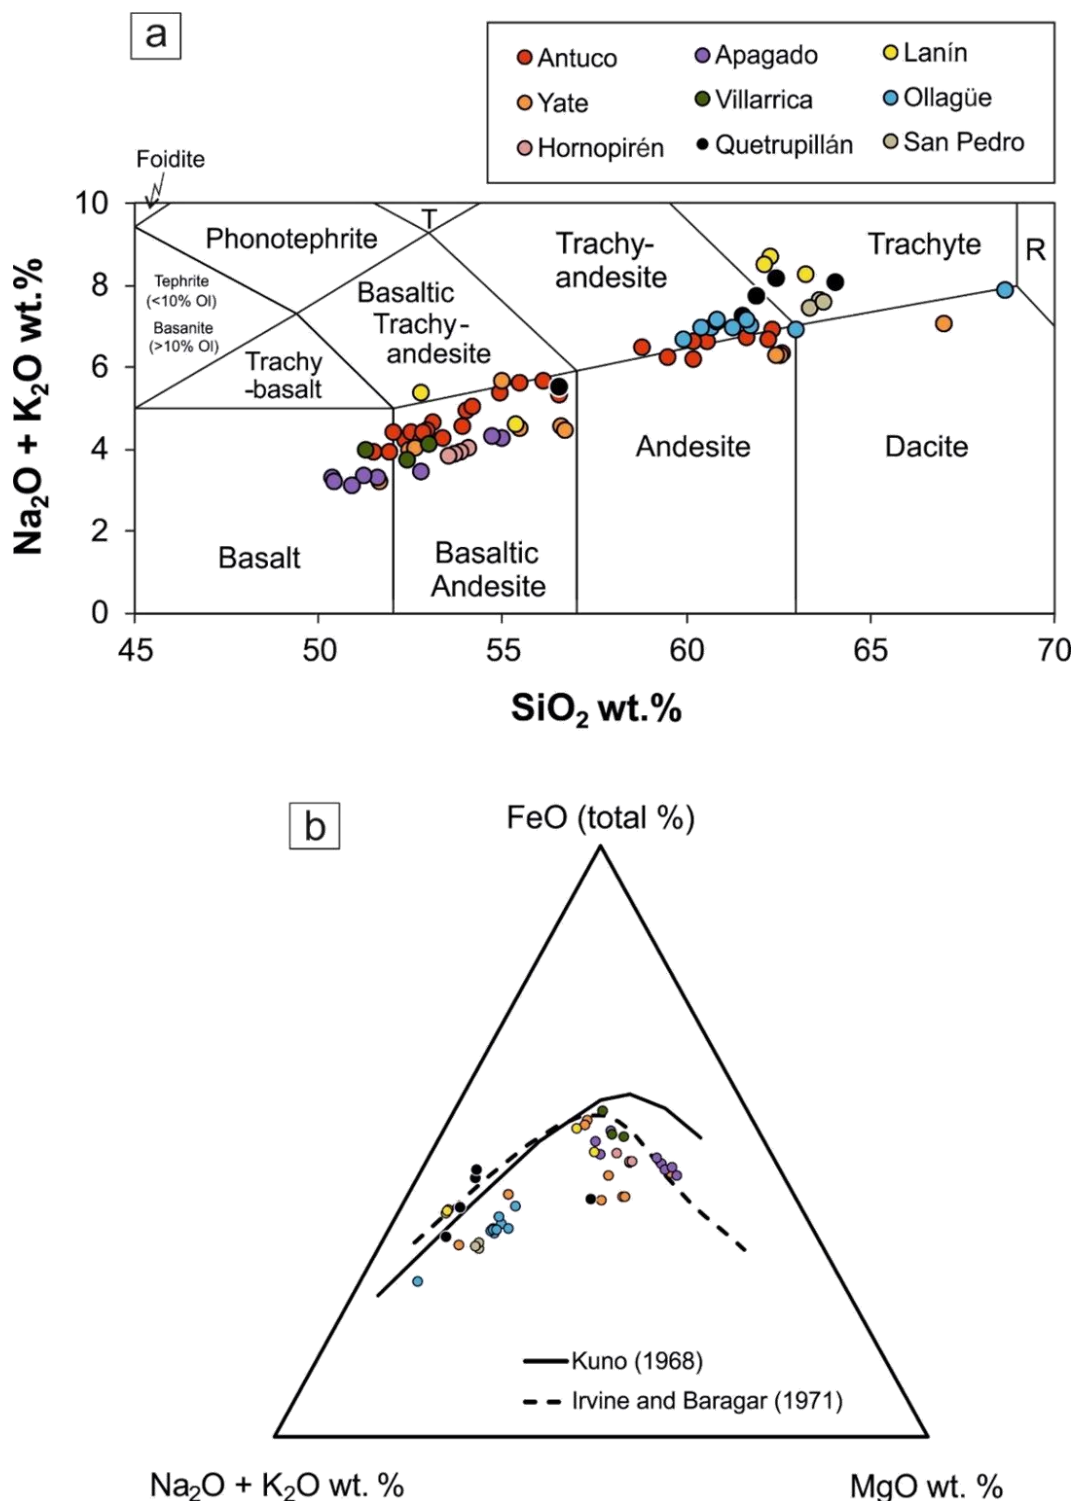 a
Antuco
Apagado
Lanín
Yate
Villarrica
Ollagüe
Hornopirén
Quetrupillán
San Pedro
Foidite
10
8
6
4
2
0
Na₂O + K₂O wt.%
Phonotephrite
T
Trachy-
andesite
Trachyte
R
Tephrite
(<10% Ol)
Basanite
(>10% Ol)
Basaltic
Trachy-
andesite
Trachy
-basalt
Andesite
Dacite
Basalt
Basaltic
Andesite
45
50
55
60
65
70
SiO₂ wt.%
b
FeO (total %)
Kuno (1968)
Irvine and Baragar (1971)
Na₂O + K₂O wt. %
MgO wt. %